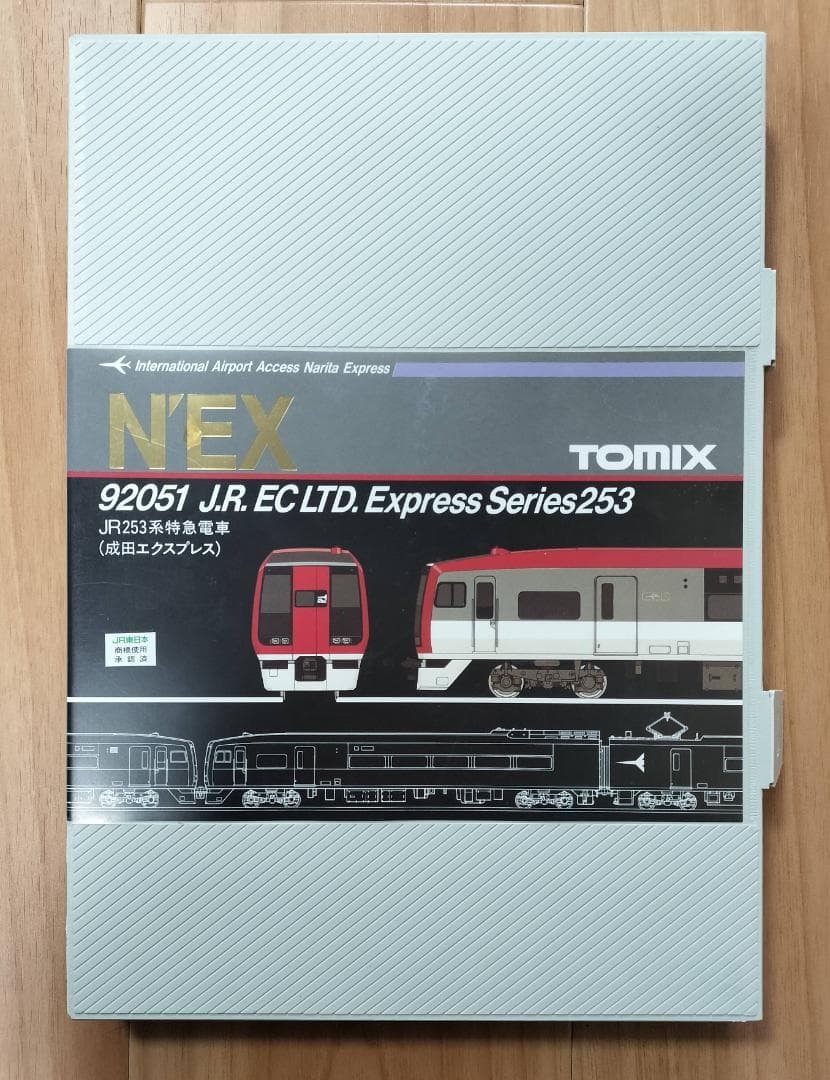 International Airport Access Narita Express
N'EX
TOMIX
92051 J.R. EC LTD. Express Series253
JR253系特急電車
(成田エクスプレス)
JR東日本
商標使用
承認済